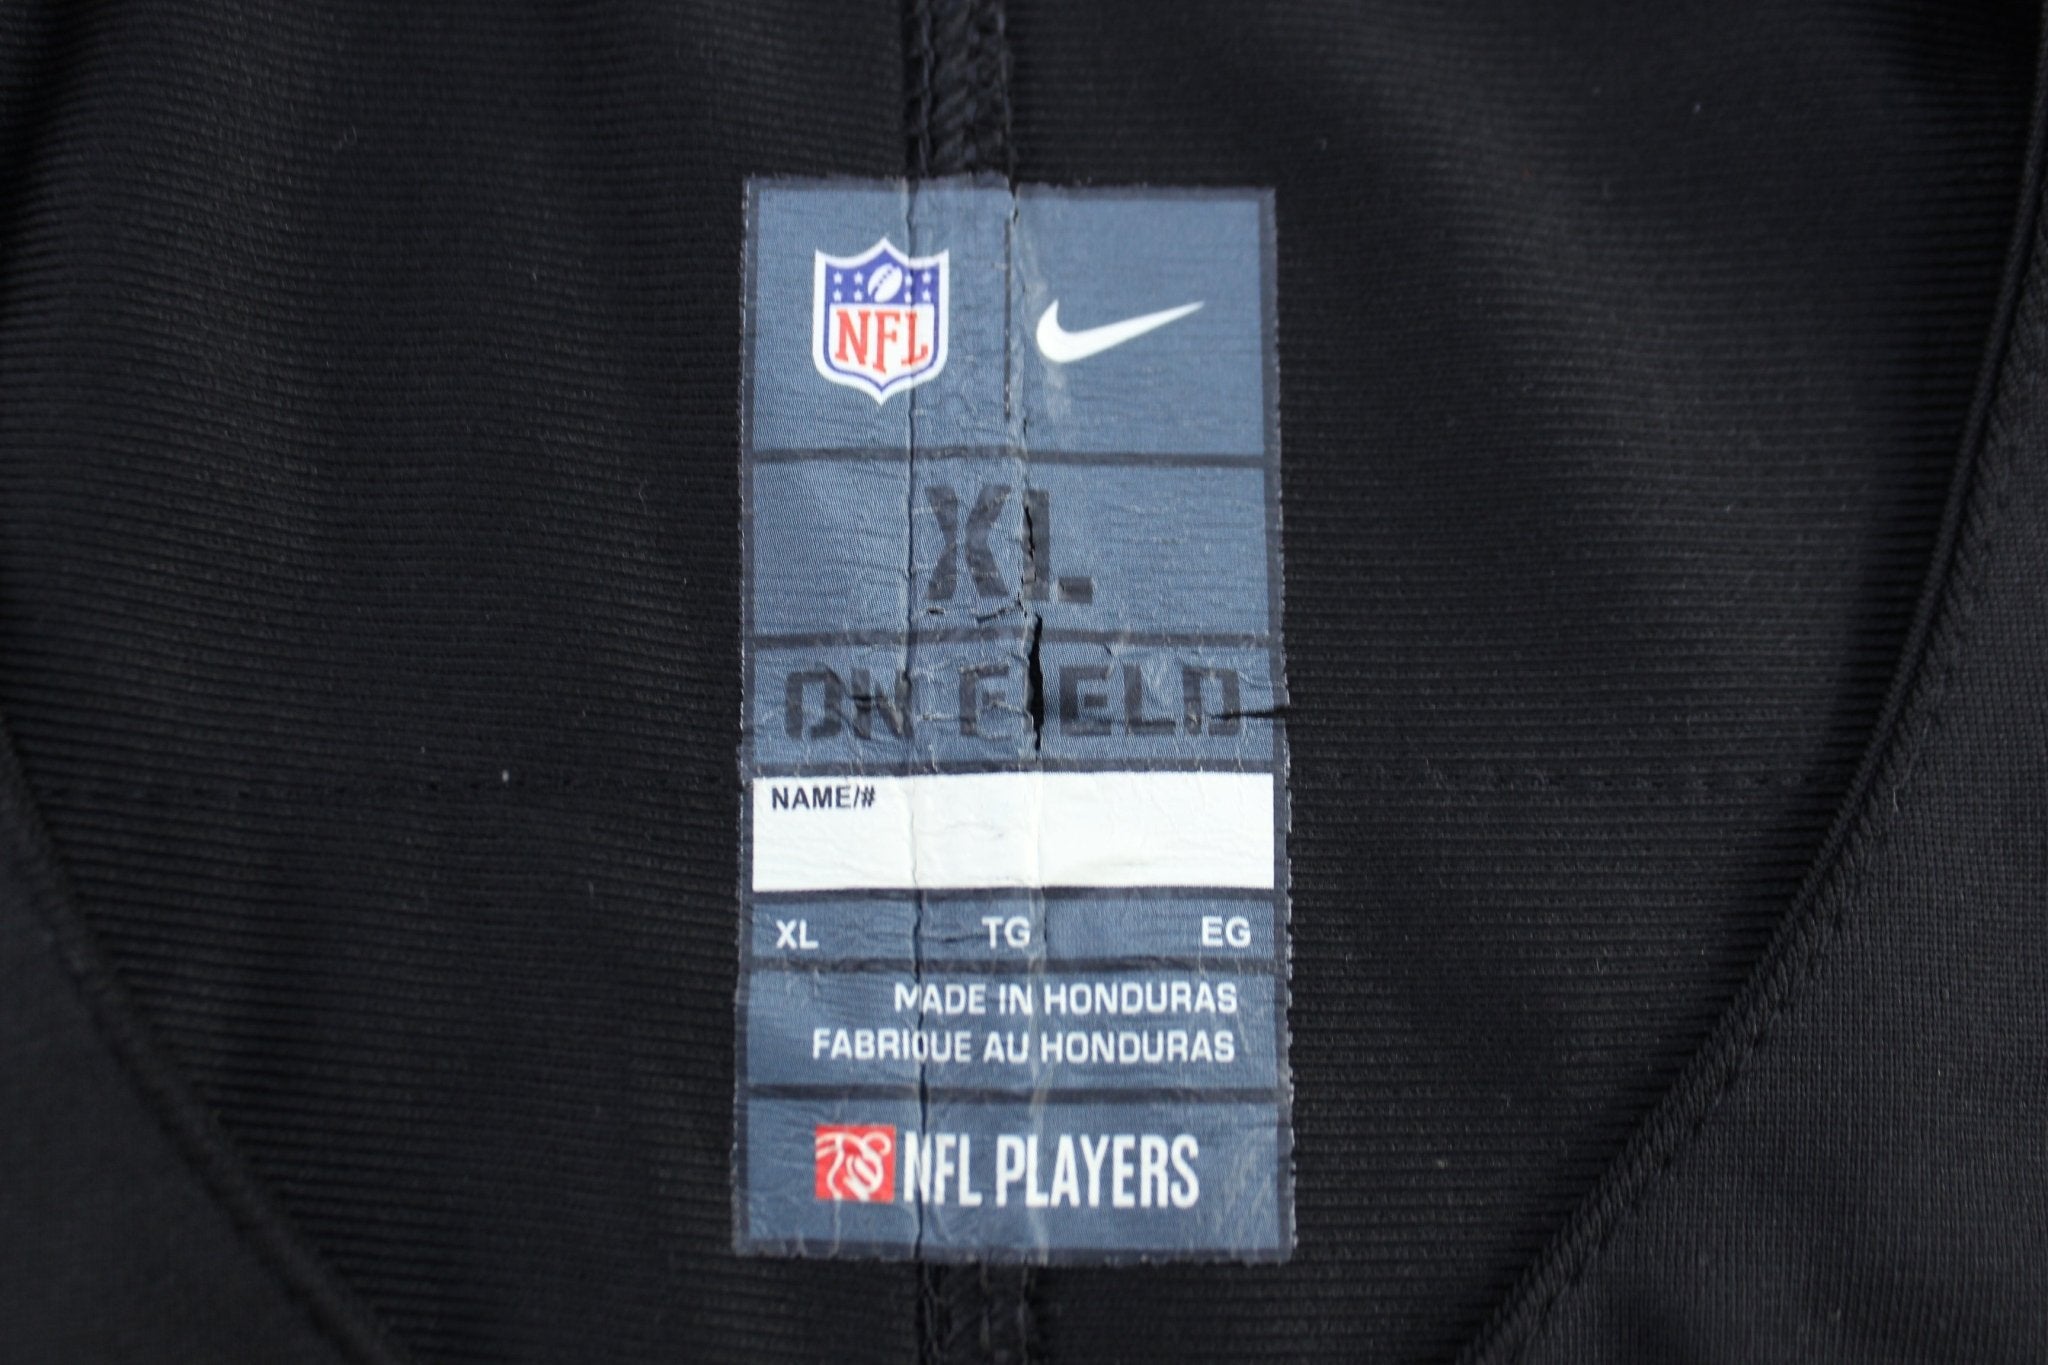 NFL
XL
ON FIELD
NAME/#
XL TG EG
MADE IN HONDURAS
FABRIQUE AU HONDURAS
NFL PLAYERS